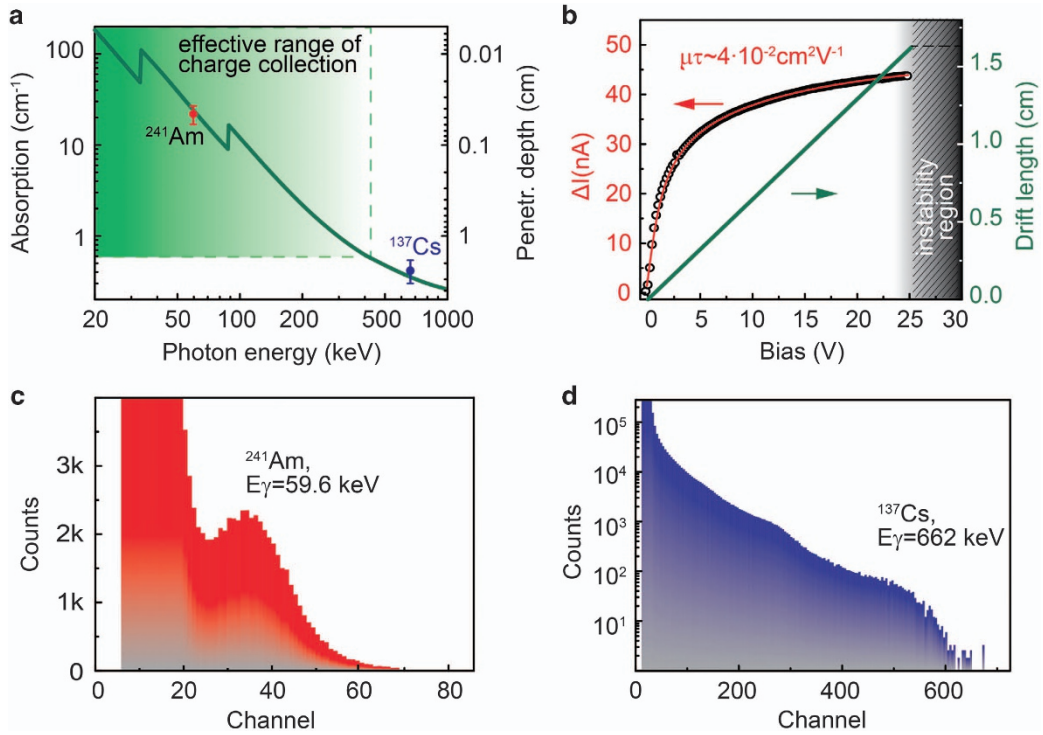 a
effective range of
charge collection
²⁴¹Am
¹³⁷Cs
Absorption (cm⁻¹)
100
10
1
Penetr. depth (cm)
0.01
0.1
1
20
50
100
200
500
1000
Photon energy (keV)
b
μτ~4·10⁻²cm²V⁻¹
ΔI(nA)
50
40
30
20
10
0
instability
region
Drift length (cm)
1.5
1.0
0.5
0.0
0
5
10
15
20
25
30
Bias (V)
c
²⁴¹Am,
Eγ=59.6 keV
Counts
3k
2k
1k
0
0
20
40
60
80
Channel
d
¹³⁷Cs,
Eγ=662 keV
Counts
10⁵
10⁴
10³
10²
10¹
0
200
400
600
Channel